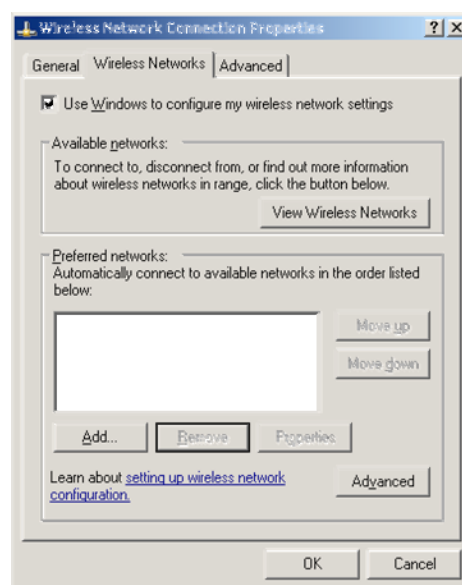 Wireless Network Connection Properties
General Wireless Networks Advanced
Use Windows to configure my wireless network settings
Available networks:
To connect to, disconnect from, or find out more information
about wireless networks in range, click the button below.
View Wireless Networks
Preferred networks:
Automatically connect to available networks in the order listed
below:
Move up
Move down
Add... Remove Properties
Learn about setting up wireless network
configuration.
Advanced
OK Cancel